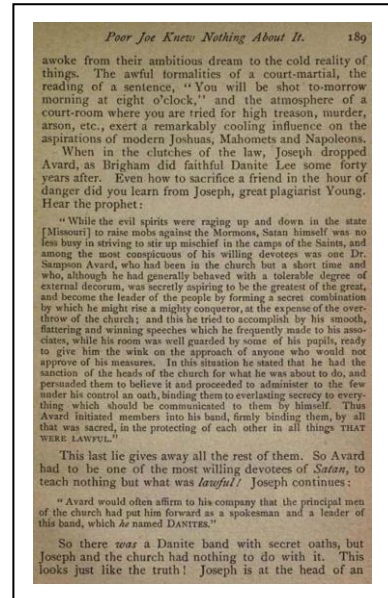 Poor Joe Knew Nothing About It. 189
awoke from their ambitious dream to the cold reality of
things. The awful formalities of a court-martial, the
reading of a sentence, "You will be shot to-morrow
morning at eight o'clock," and the atmosphere of a
court-room where you are tried for high treason, murder,
arson, etc., exert a remarkably cooling influence on the
aspirations of modern Joshuas, Mahomets and Napoleons.
When in the clutches of the law, Joseph dropped
Avard, as Brigham did faithful Danite Lee some forty
years after. Even how to sacrifice a friend in the hour of
danger did you learn from Joseph, great plagiarist Young.
Hear the prophet:
"While the evil spirits were raging up and down in the state
[Missouri] to raise mobs against the Mormons, Satan himself was no
less busy in striving to stir up mischief in the camps of the Saints, and
among the most conspicuous of his willing devotees was one Dr.
Sampson Avard, who had been in the church but a short time and
who, although he had generally behaved with a tolerable degree of
external decorum, was secretly aspiring to be the greatest of the great,
and become the leader of the people by forming a secret combination
by which he might rise a mighty conqueror, at the expense of the over-
throw of the church; and this he tried to accomplish by his smooth,
flattering and winning speeches which he frequently made to his asso-
ciates, while his room was well guarded by some of his pupils, ready
to give him the wink on the approach of anyone who would not
approve of his measures. In this situation he stated that he had the
sanction of the heads of the church for what he was about to do, and
persuaded them to believe it and proceeded to administer to the few
under his control an oath, binding them to everlasting secrecy to every-
thing which should be communicated to them by himself. Thus
Avard initiated members into his band, firmly binding them, by all
that was sacred, in the protecting of each other in all things THAT
WERE LAWFUL."
This last lie gives away all the rest of them. So Avard
had to be one of the most willing devotees of Satan, to
teach nothing but what was lawful! Joseph continues:
"Avard would often affirm to his company that the principal men
of the church had put him forward as a spokesman and a leader of
this band, which he named DANITES."
So there was a Danite band with secret oaths, but
Joseph and the church had nothing to do with it. This
looks just like the truth! Joseph is at the head of an